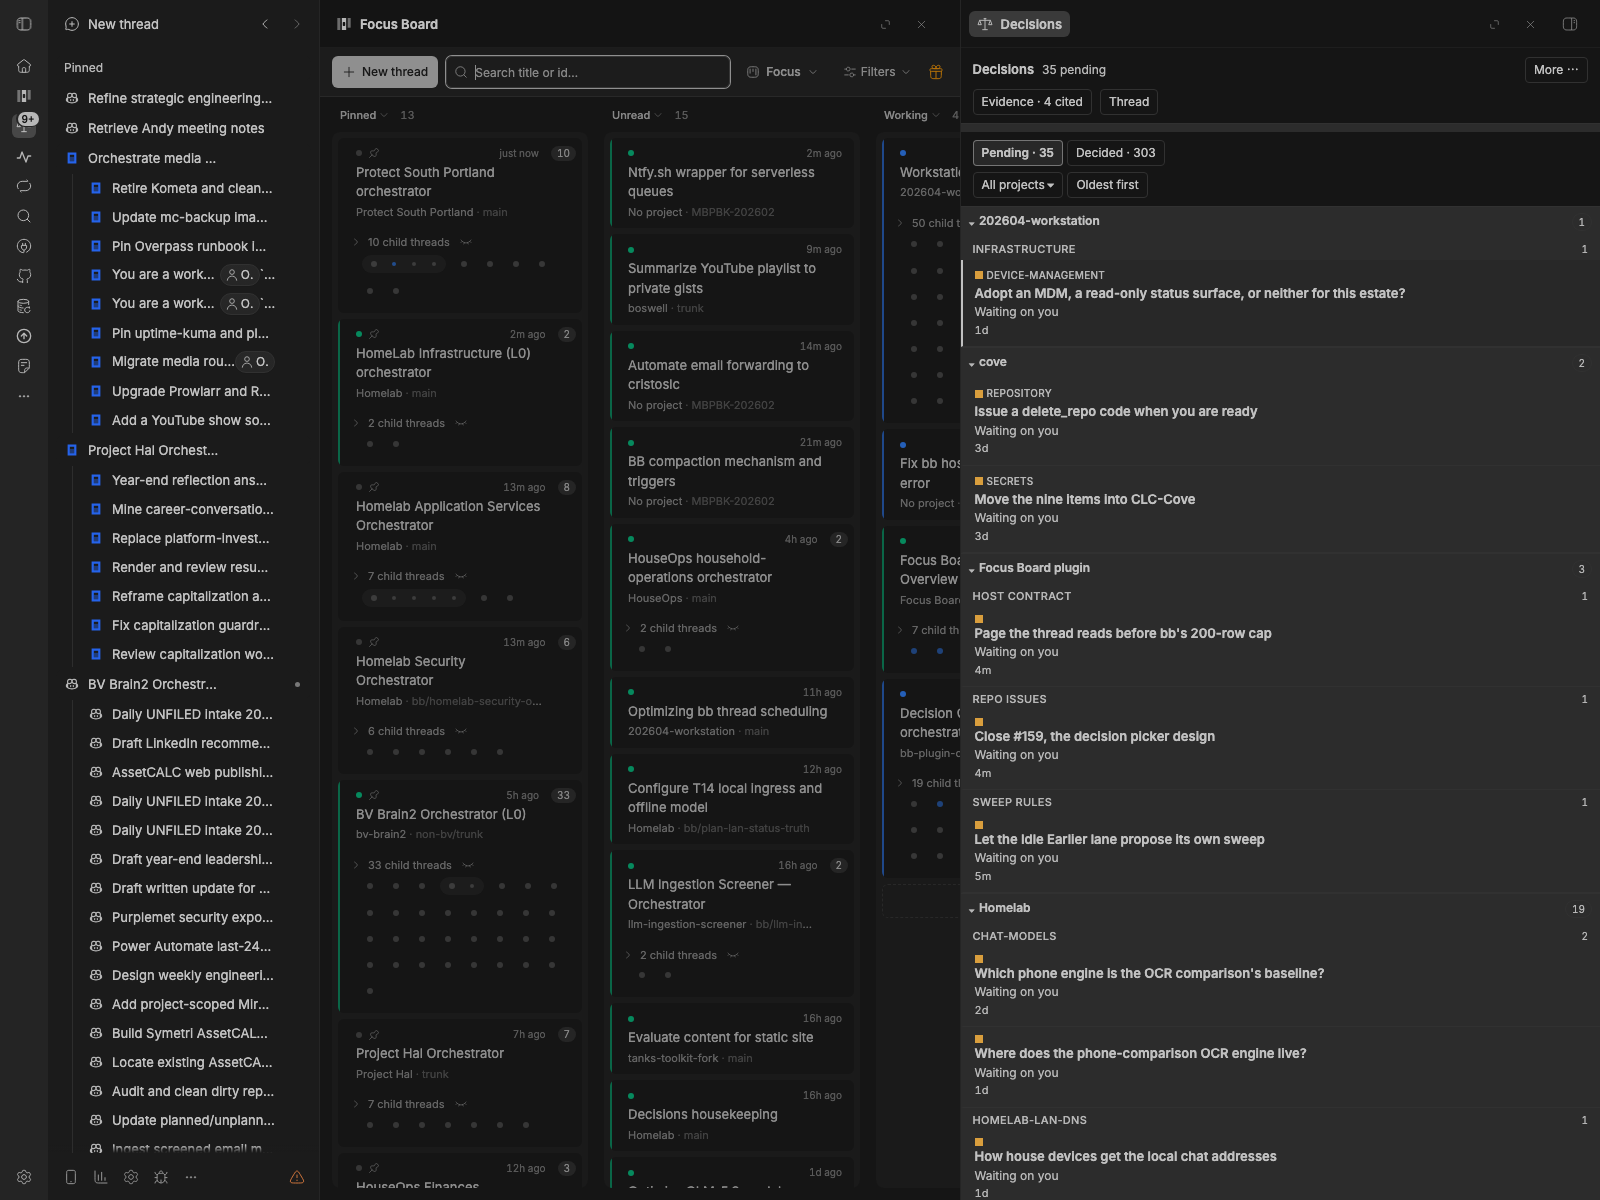 New thread
Pinned
Refine strategic engineering...
Retrieve Andy meeting notes
Orchestrate media ...
Retire Kometa and clean...
Update mc-backup ima...
Pin Overpass runbook i...
You are a work... O. '...
You are a work... O. '...
Pin uptime-kuma and pl...
Migrate media rou... O.
Upgrade Prowlarr and R...
Add a YouTube show so...
Project Hal Orchest...
Year-end reflection ans...
Mine career-conversatio...
Replace platform-invest...
Render and review resu...
Reframe capitalization a...
Fix capitalization guardr...
Review capitalization wo...
BV Brain2 Orchestr...
Daily UNFILED intake 20...
Draft LinkedIn recomme...
AssetCALC web publishi...
Daily UNFILED intake 20...
Daily UNFILED intake 20...
Draft year-end leadershi...
Draft written update for ...
Purplemet security expo...
Power Automate last-24...
Design weekly engineeri...
Add project-scoped Mir...
Build Symetri AssetCAL...
Locate existing AssetCA...
Audit and clean dirty rep...
Update planned/unplann...
Ingest screened email m...
9+
Focus Board
New thread
Search title or id...
Focus
Filters
Pinned 13
just now 10
Protect South Portland
orchestrator
Protect South Portland · main
10 child threads
2m ago 2
HomeLab Infrastructure (L0)
orchestrator
Homelab · main
2 child threads
13m ago 8
Homelab Application Services
Orchestrator
Homelab · main
7 child threads
13m ago 6
Homelab Security
Orchestrator
Homelab · bb/homelab-security-o...
6 child threads
5h ago 33
BV Brain2 Orchestrator (L0)
bv-brain2 · non-bv/trunk
33 child threads
7h ago 7
Project Hal Orchestrator
Project Hal · trunk
7 child threads
12h ago 3
HouseOps Finances
Unread 15
2m ago
Ntfy.sh wrapper for serverless
queues
No project · MBPBK-202602
9m ago
Summarize YouTube playlist to
private gists
boswell · trunk
14m ago
Automate email forwarding to
cristosic
No project · MBPBK-202602
21m ago
BB compaction mechanism and
triggers
No project · MBPBK-202602
4h ago 2
HouseOps household-
operations orchestrator
HouseOps · main
2 child threads
11h ago
Optimizing bb thread scheduling
202604-workstation · main
12h ago
Configure T14 local ingress and
offline model
Homelab · bb/plan-lan-status-truth
16h ago 2
LLM Ingestion Screener —
Orchestrator
llm-ingestion-screener · bb/llm-in...
2 child threads
16h ago
Evaluate content for static site
tanks-toolkit-fork · main
16h ago
Decisions housekeeping
Homelab · main
1d ago
Working 4
Workstati
202604-wo
50 child t
Fix bb hos
error
No project ·
Focus Boa
Overview
Focus Board
7 child th
Decision O
orchestrat
bb-plugin-d
19 child t
Decisions
Decisions 35 pending
More ···
Evidence · 4 cited
Thread
Pending · 35
Decided · 303
All projects
Oldest first
202604-workstation 1
INFRASTRUCTURE 1
DEVICE-MANAGEMENT
Adopt an MDM, a read-only status surface, or neither for this estate?
Waiting on you
1d
cove 2
REPOSITORY
Issue a delete_repo code when you are ready
Waiting on you
3d
SECRETS
Move the nine items into CLC-Cove
Waiting on you
3d
Focus Board plugin 3
HOST CONTRACT 1
Page the thread reads before bb's 200-row cap
Waiting on you
4m
REPO ISSUES 1
Close #159, the decision picker design
Waiting on you
4m
SWEEP RULES 1
Let the Idle Earlier lane propose its own sweep
Waiting on you
5m
Homelab 19
CHAT-MODELS 2
Which phone engine is the OCR comparison's baseline?
Waiting on you
2d
Where does the phone-comparison OCR engine live?
Waiting on you
1d
HOMELAB-LAN-DNS 1
How house devices get the local chat addresses
Waiting on you
1d